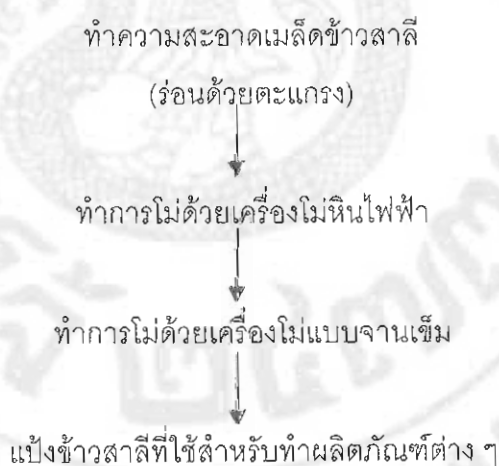 ทำความสะอาดเมล็ดข้าวสาลี
(ร่อนด้วยตะแกรง)
ทำการโม่ด้วยเครื่องโม่หินไฟฟ้า
ทำการโม่ด้วยเครื่องโม่แบบจานเข็ม
แป้งข้าวสาลีที่ใช้สำหรับทำผลิตภัณฑ์ต่าง ๆ